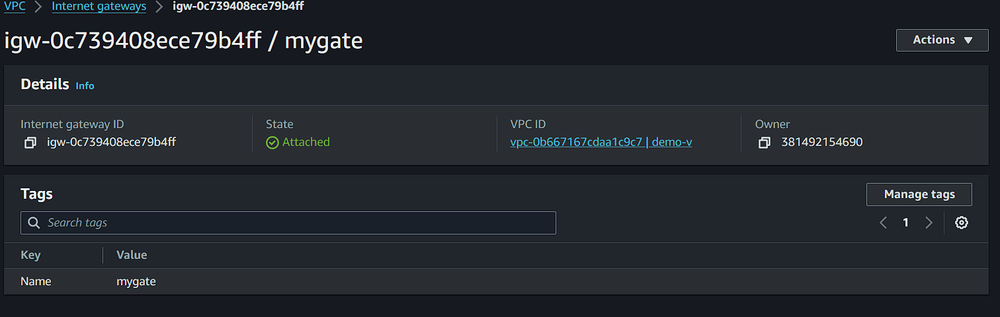 VPC > Internet gateways > igw-0c739408ece79b4ff
igw-0c739408ece79b4ff / mygate
Actions ▼
Details Info
Internet gateway ID State VPC ID Owner
igw-0c739408ece79b4ff Attached vpc-0b667167cdaa1c9c7 | demo-v 381492154690
Tags
Manage tags
Search tags
1
Key Value
Name mygate